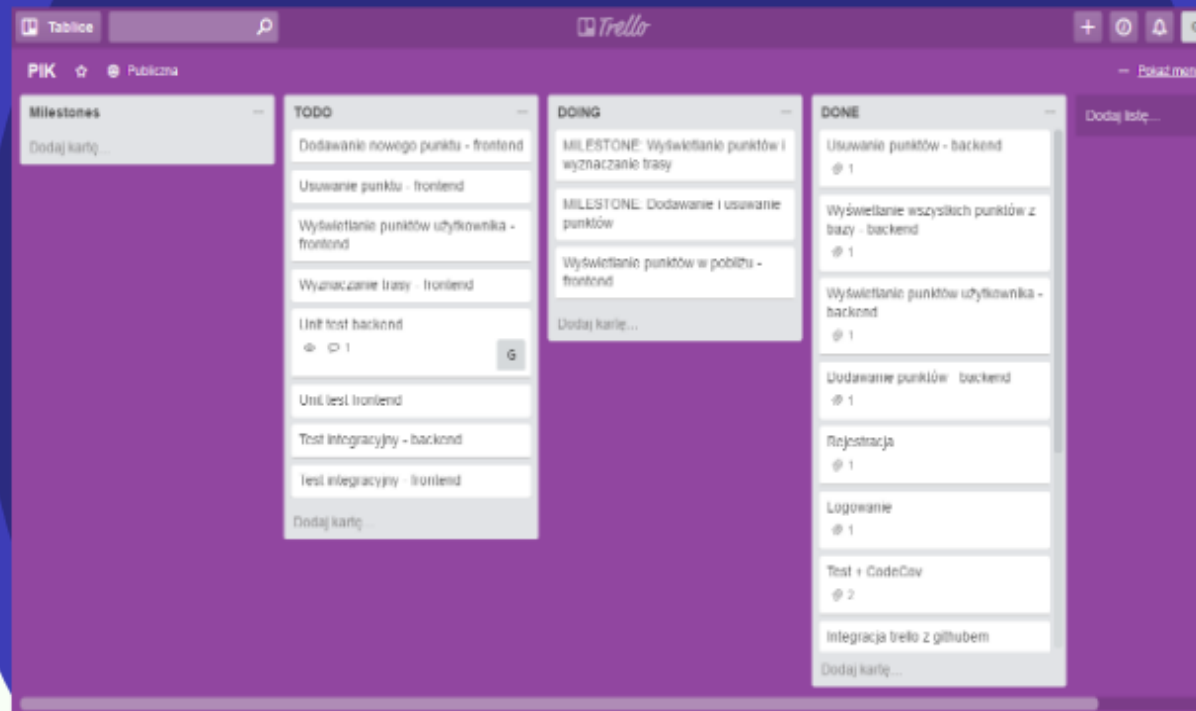 Tablice
Trello
PIK
Publiczna
Pokaż men
Milestones
Dodaj kartę...
TODO
Dodawanie nowego punktu - frontend
Usuwanie punktu - frontend
Wyświetlanie punktów użytkownika -
frontend
Wyznaczanie trasy - frontend
Unit test backend
1
G
Unit test frontend
Test integracyjny - backend
Test integracyjny - frontend
Dodaj kartę...
DOING
MILESTONE: Wyświetlanie punktów i
wyznaczanie trasy
MILESTONE: Dodawanie i usuwanie
punktów
Wyświetlanie punktów w pobliżu -
frontend
Dodaj kartę...
DONE
Usuwanie punktów - backend
1
Wyświetlanie wszystkich punktów z
bazy - backend
1
Wyświetlanie punktów użytkownika -
backend
1
Dodawanie punktów - backend
1
Rejestracja
1
Logowanie
1
Test + CodeCov
2
Integracja trello z githubem
Dodaj kartę...
Dodaj listę...